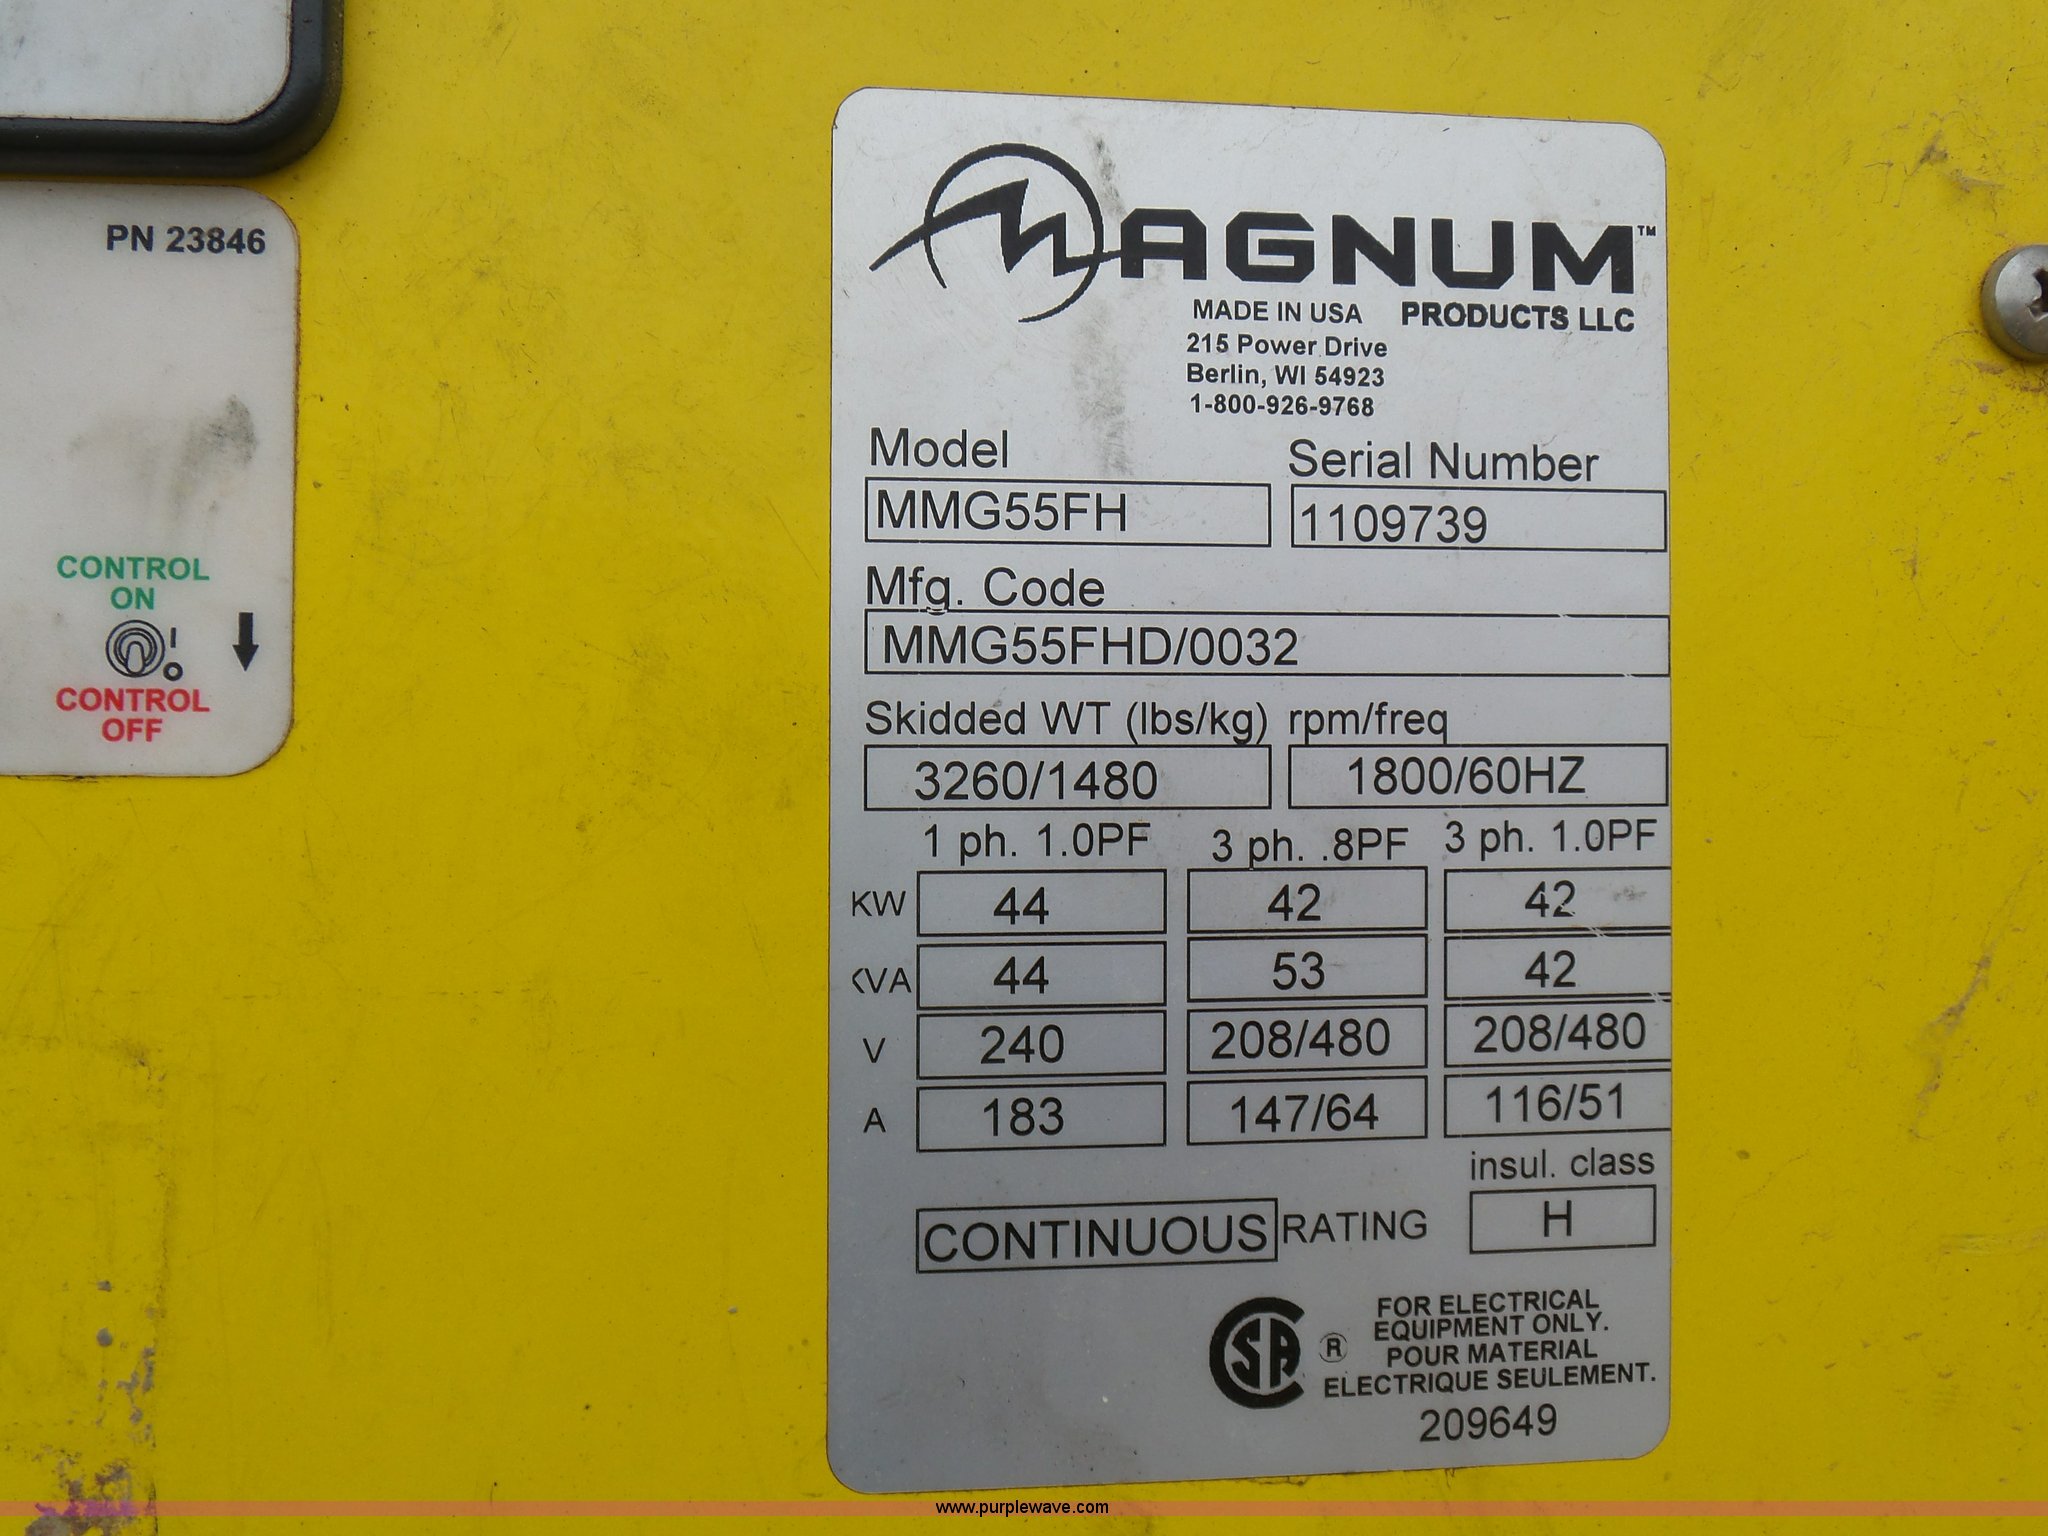 PN 23846
CONTROL
ON
CONTROL
OFF
MAGNUM™
MADE IN USA PRODUCTS LLC
215 Power Drive
Berlin, WI 54923
1-800-926-9768
Model Serial Number
MMG55FH 1109739
Mfg. Code
MMG55FHD/0032
Skidded WT (lbs/kg) rpm/freq
3260/1480 1800/60HZ
1 ph. 1.0PF 3 ph. .8PF 3 ph. 1.0PF
KW 44 42 42
KVA 44 53 42
V 240 208/480 208/480
A 183 147/64 116/51
insul. class
CONTINUOUS RATING H
CSA ® FOR ELECTRICAL
EQUIPMENT ONLY.
POUR MATERIAL
ELECTRIQUE SEULEMENT.
209649
www.purplewave.com